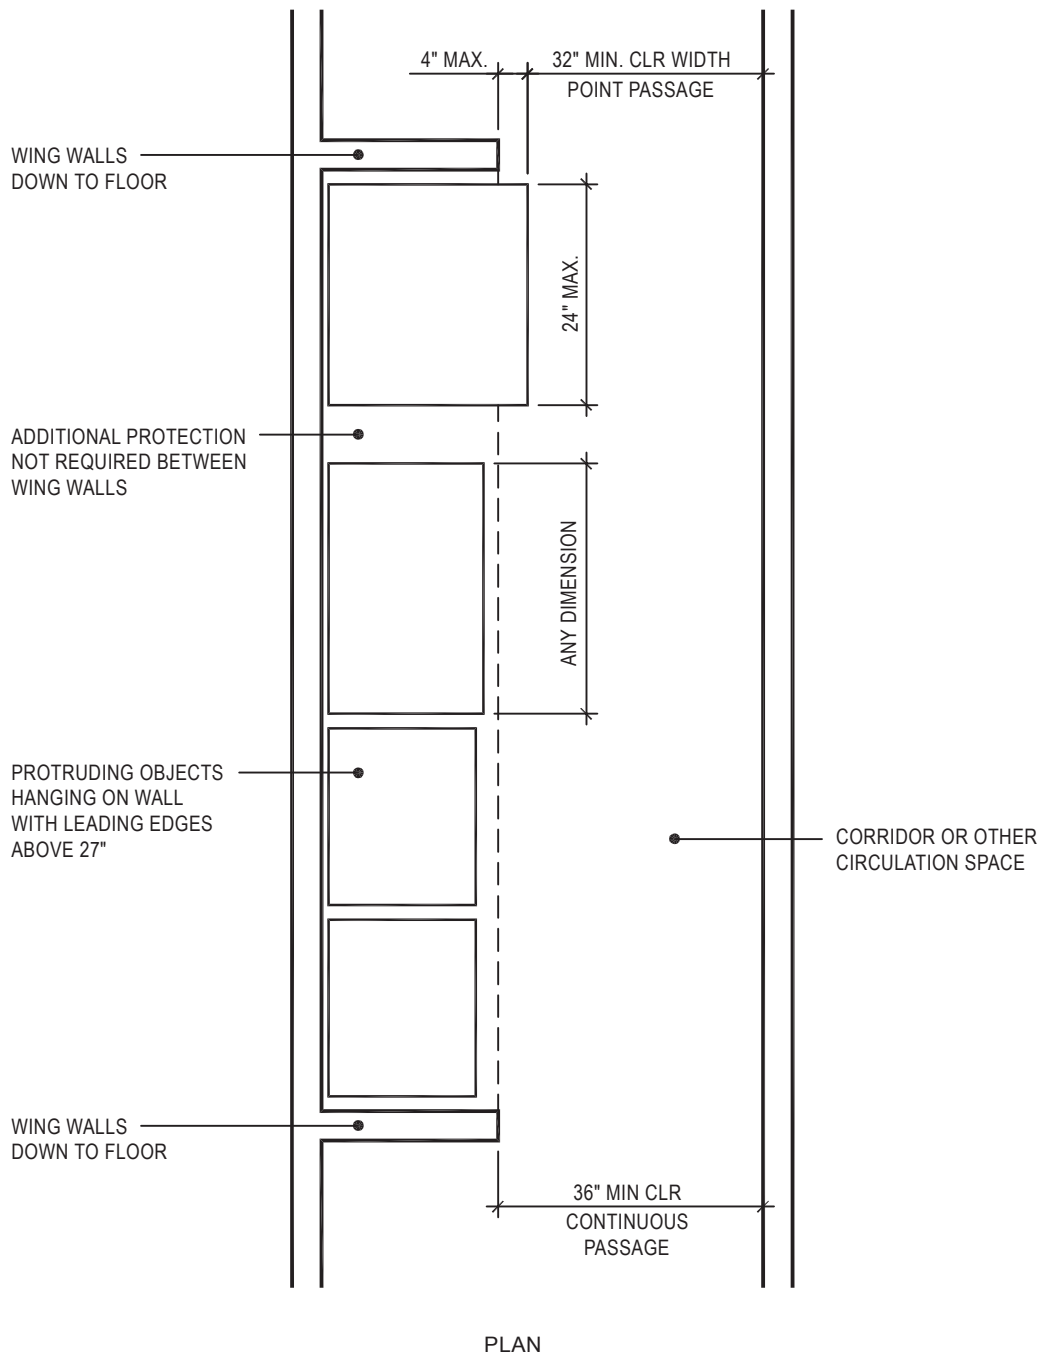 4" MAX.
32" MIN. CLR WIDTH
POINT PASSAGE
WING WALLS
DOWN TO FLOOR
24" MAX.
ADDITIONAL PROTECTION
NOT REQUIRED BETWEEN
WING WALLS
ANY DIMENSION
PROTRUDING OBJECTS
HANGING ON WALL
WITH LEADING EDGES
ABOVE 27"
CORRIDOR OR OTHER
CIRCULATION SPACE
WING WALLS
DOWN TO FLOOR
36" MIN CLR
CONTINUOUS
PASSAGE
PLAN